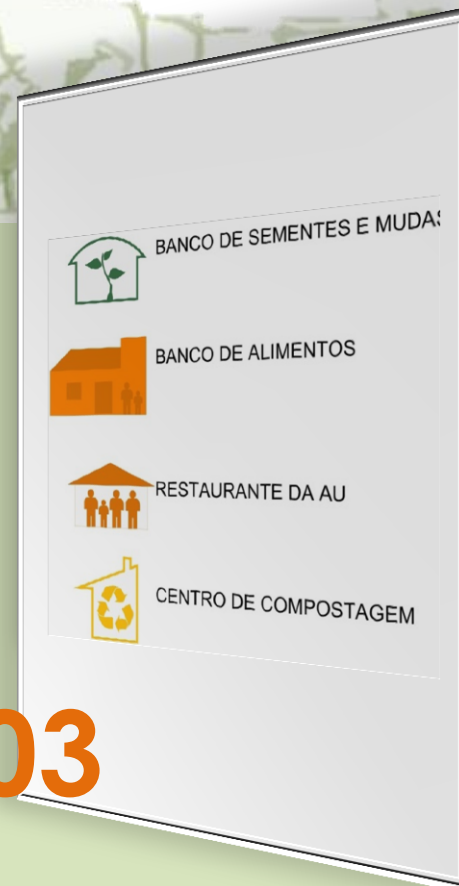 BANCO DE SEMENTES E MUDAS
BANCO DE ALIMENTOS
RESTAURANTE DA AU
CENTRO DE COMPOSTAGEM
03